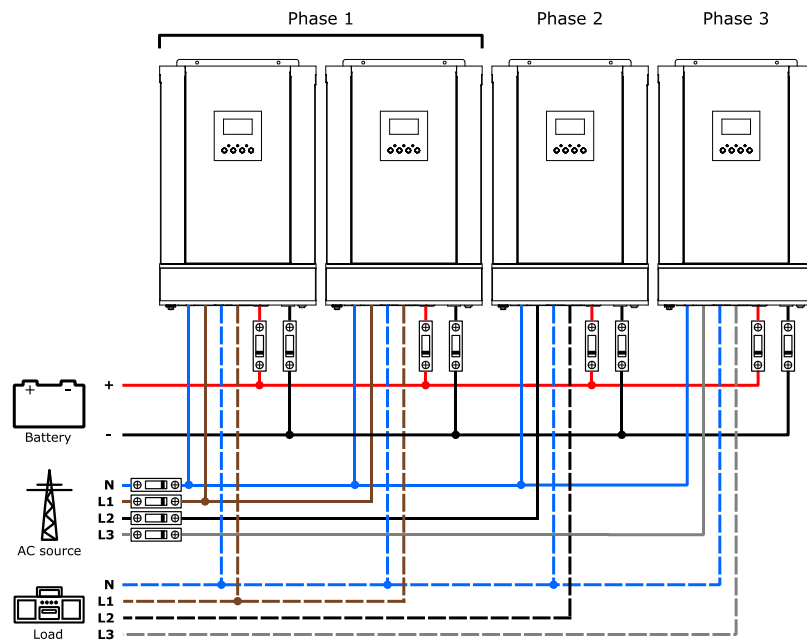 Phase 1 Phase 2 Phase 3
+ -
+
Battery
-
N
L1
L2
L3
AC source
N
L1
L2
Load
L3